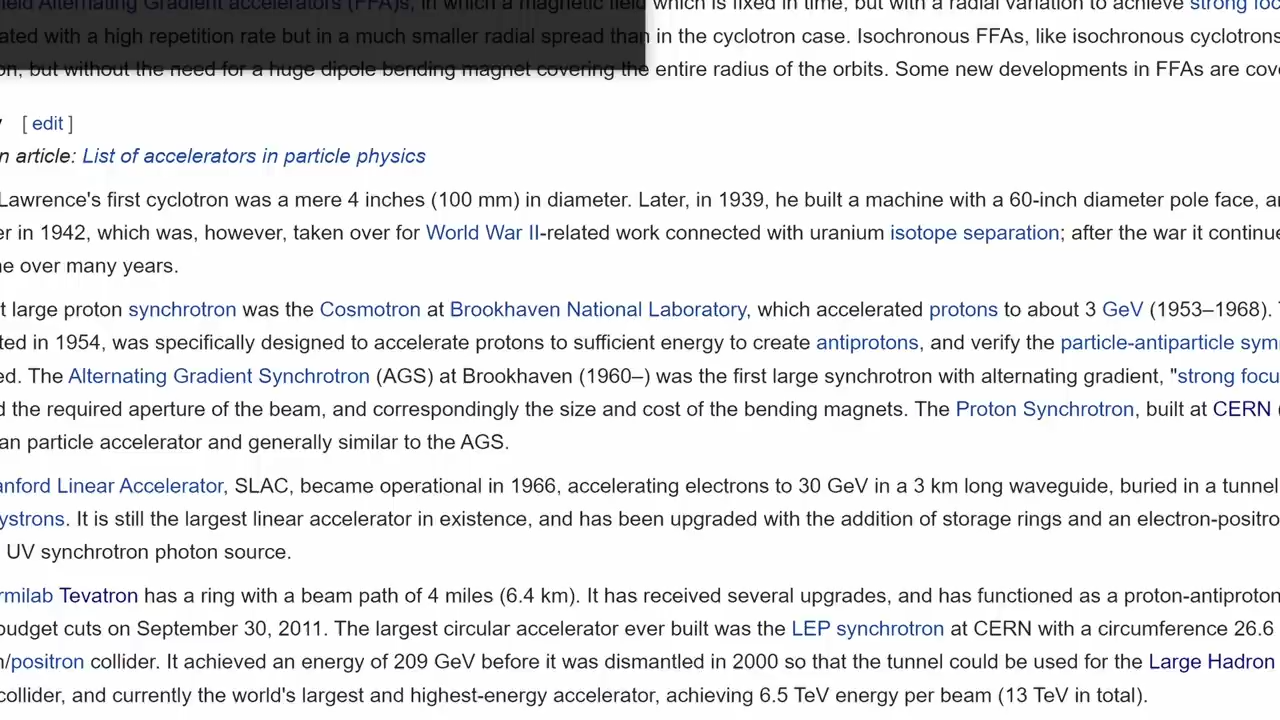 ield Alternating Gradient accelerators (FFA)s, in which a magnetic field which is fixed in time, but with a radial variation to achieve strong foc
ated with a high repetition rate but in a much smaller radial spread than in the cyclotron case. Isochronous FFAs, like isochronous cyclotrons
on, but without the need for a huge dipole bending magnet covering the entire radius of the orbits. Some new developments in FFAs are cov
[ edit ]
n article: List of accelerators in particle physics
Lawrence's first cyclotron was a mere 4 inches (100 mm) in diameter. Later, in 1939, he built a machine with a 60-inch diameter pole face, a
er in 1942, which was, however, taken over for World War II-related work connected with uranium isotope separation; after the war it continue
ne over many years.
t large proton synchrotron was the Cosmotron at Brookhaven National Laboratory, which accelerated protons to about 3 GeV (1953–1968).
ted in 1954, was specifically designed to accelerate protons to sufficient energy to create antiprotons, and verify the particle-antiparticle sym
ed. The Alternating Gradient Synchrotron (AGS) at Brookhaven (1960–) was the first large synchrotron with alternating gradient, "strong focu
d the required aperture of the beam, and correspondingly the size and cost of the bending magnets. The Proton Synchrotron, built at CERN (
an particle accelerator and generally similar to the AGS.
anford Linear Accelerator, SLAC, became operational in 1966, accelerating electrons to 30 GeV in a 3 km long waveguide, buried in a tunnel
ystrons. It is still the largest linear accelerator in existence, and has been upgraded with the addition of storage rings and an electron-positro
UV synchrotron photon source.
rmilab Tevatron has a ring with a beam path of 4 miles (6.4 km). It has received several upgrades, and has functioned as a proton-antiproton
budget cuts on September 30, 2011. The largest circular accelerator ever built was the LEP synchrotron at CERN with a circumference 26.6
n/positron collider. It achieved an energy of 209 GeV before it was dismantled in 2000 so that the tunnel could be used for the Large Hadron
collider, and currently the world's largest and highest-energy accelerator, achieving 6.5 TeV energy per beam (13 TeV in total).